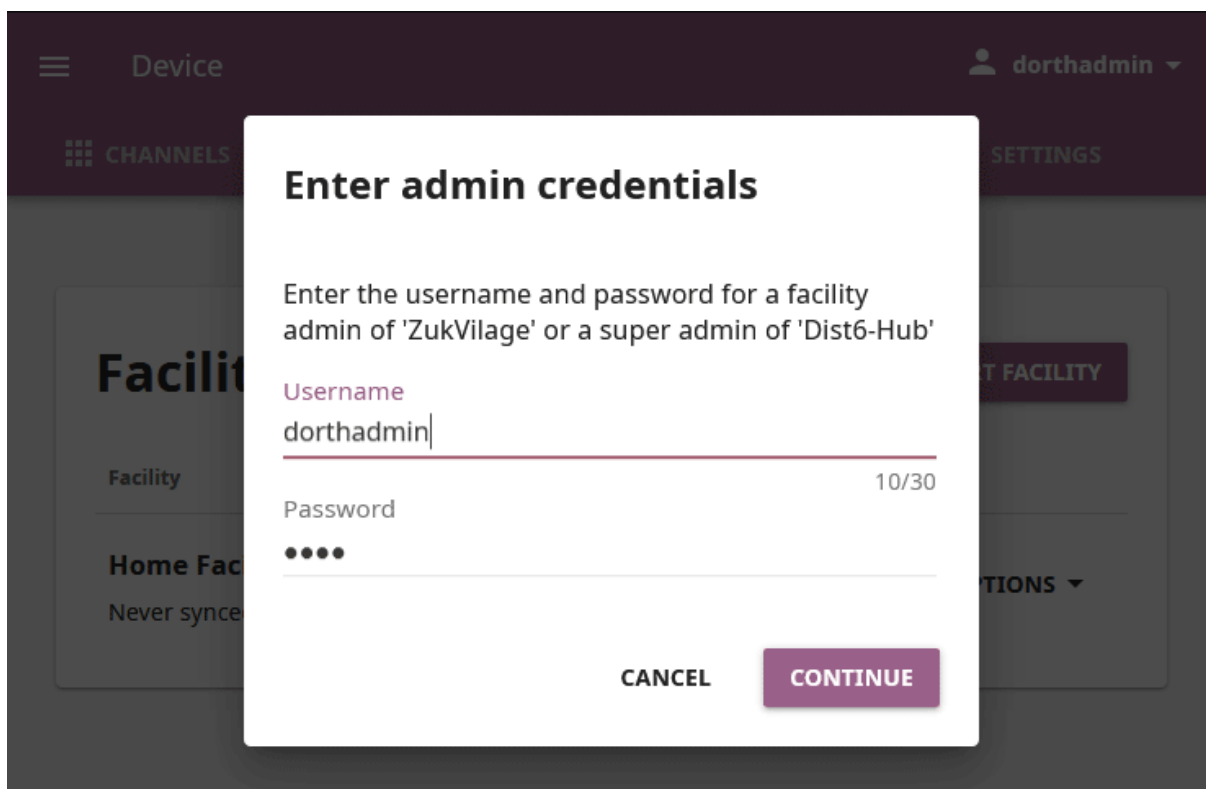 Device
dorthadmin
CHANNELS
SETTINGS
Enter admin credentials
Enter the username and password for a facility
admin of 'ZukVilage' or a super admin of 'Dist6-Hub'
Username
dorthadmin
10/30
Password
CANCEL
CONTINUE
Facilit
T FACILITY
Facility
Home Fac
Never synce
TIONS